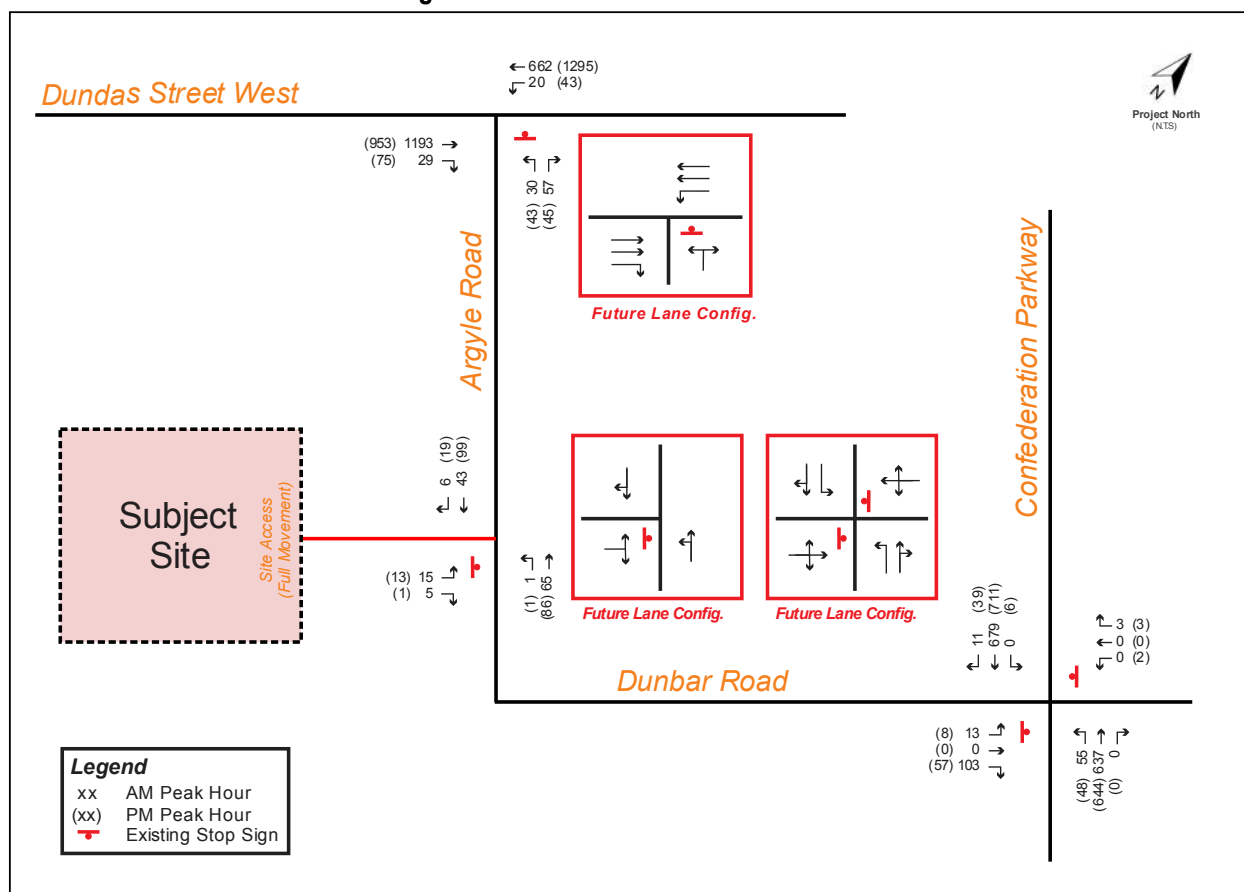 g
662 (1295)
20 (43)
Dundas Street West
N
Project North
(N.T.S)
(953) 1193
(75) 29
(43) 30
(45) 57
Future Lane Config.
Argyle Road
Confederation Parkway
6 (19)
43 (99)
Subject
Site
Site Access
(Full Movement)
(13) 15
(1) 5
(1) 1
(86) 65
Future Lane Config.
Future Lane Config.
11 (39)
679 (711)
0 (6)
3 (3)
0 (0)
0 (2)
Dunbar Road
(8) 13
(0) 0
(57) 103
(48) 55
(644) 637
(0) 0
Legend
xx AM Peak Hour
(xx) PM Peak Hour
Existing Stop Sign